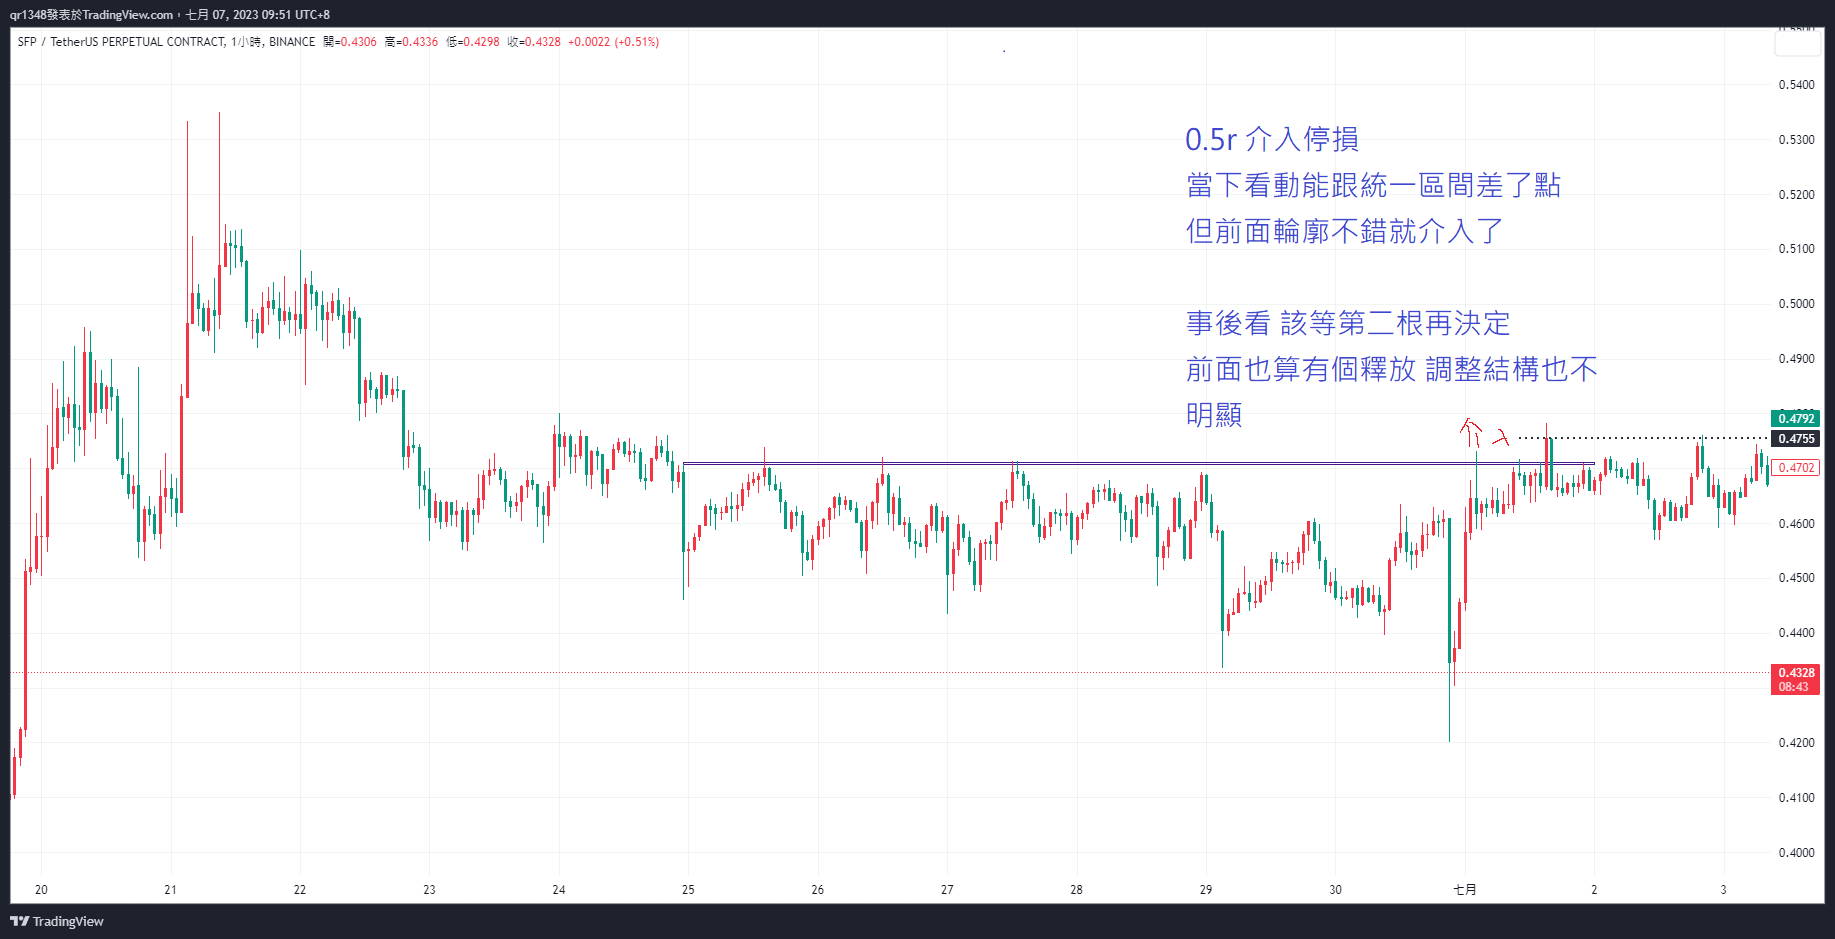 qr1348發表於TradingView.com，七月 07, 2023 09:51 UTC+8
SFP / TetherUS PERPETUAL CONTRACT, 1小時, BINANCE 開=0.4306 高=0.4336 低=0.4298 收=0.4328 +0.0022 (+0.51%)
0.5400
0.5300
0.5200
0.5100
0.5000
0.4900
0.4792
0.4755
0.4702
0.4600
0.4500
0.4400
0.4328
08:43
0.4200
0.4100
0.4000
0.5r 介入停損
當下看動能跟統一區間差了點
但前面輪廓不錯就介入了
事後看 該等第二根再決定
前面也算有個釋放 調整結構也不
明顯
介入
20 21 22 23 24 25 26 27 28 29 30 七月 2 3
TradingView